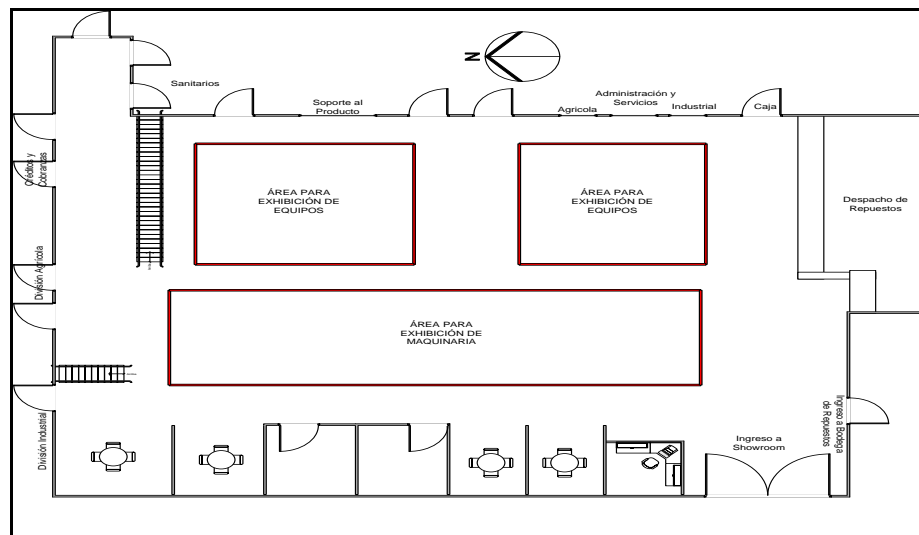 N
Sanitarios
Soporte al
Producto
Agrícola
Administración y
Servicios
Industrial
Caja
Créditos y
Cobranzas
ÁREA PARA
EXHIBICIÓN DE
EQUIPOS
ÁREA PARA
EXHIBICIÓN DE
EQUIPOS
Despacho de
Repuestos
División Agrícola
ÁREA PARA
EXHIBICIÓN DE
MAQUINARIA
División Industrial
Ingreso a
Showroom
Ingreso a Bodega
de Repuestos